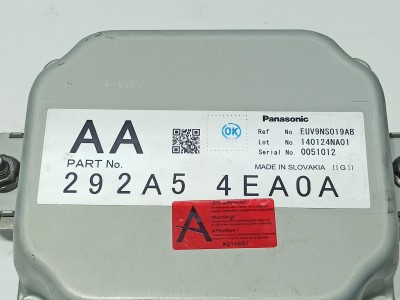 AA
OK
Panasonic
Ref No. EUV9NS019AB
Lot No 140124NA01
Serial No. 0051012
PART No.
MADE IN SLOVAKIA
292A5 4EA0A
A
Warning!